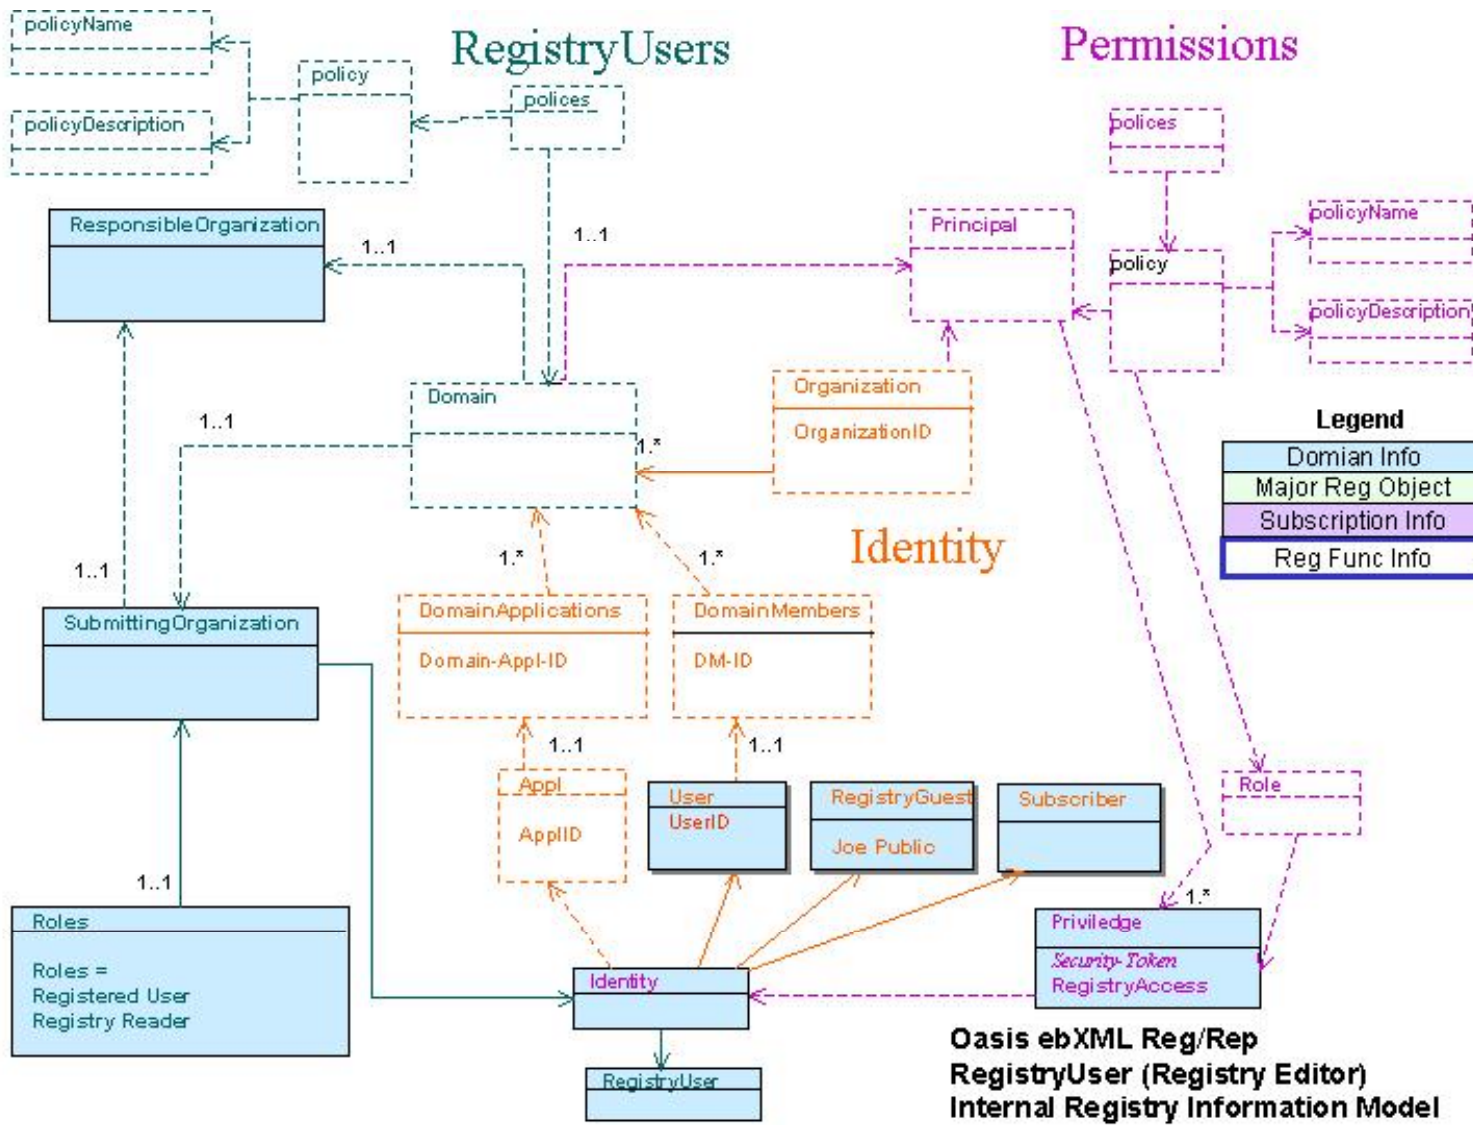 policyName
RegistryUsers
Permissions
policy
polices
policyDescription
polices
ResponsibleOrganization
1..1
1..1
Principal
policyName
policy
policyDescription
Domain
Organization
OrganizationID
1..1
1.*
Legend
Domian Info
Major Reg Object
Subscription Info
Reg Func Info
Identity
1..1
1.*
1.*
SubmittingOrganization
DomainApplications
Domain-Appl-ID
DomainMembers
DM-ID
1..1
1..1
Appl
ApplID
User
UserID
RegistryGuest
Joe Public
Subscriber
Role
1..1
1.*
Roles
Roles =
Registered User
Registry Reader
Priviledge
Security-Token
RegistryAccess
Identity
RegistryUser
Oasis ebXML Reg/Rep
RegistryUser (Registry Editor)
Internal Registry Information Model